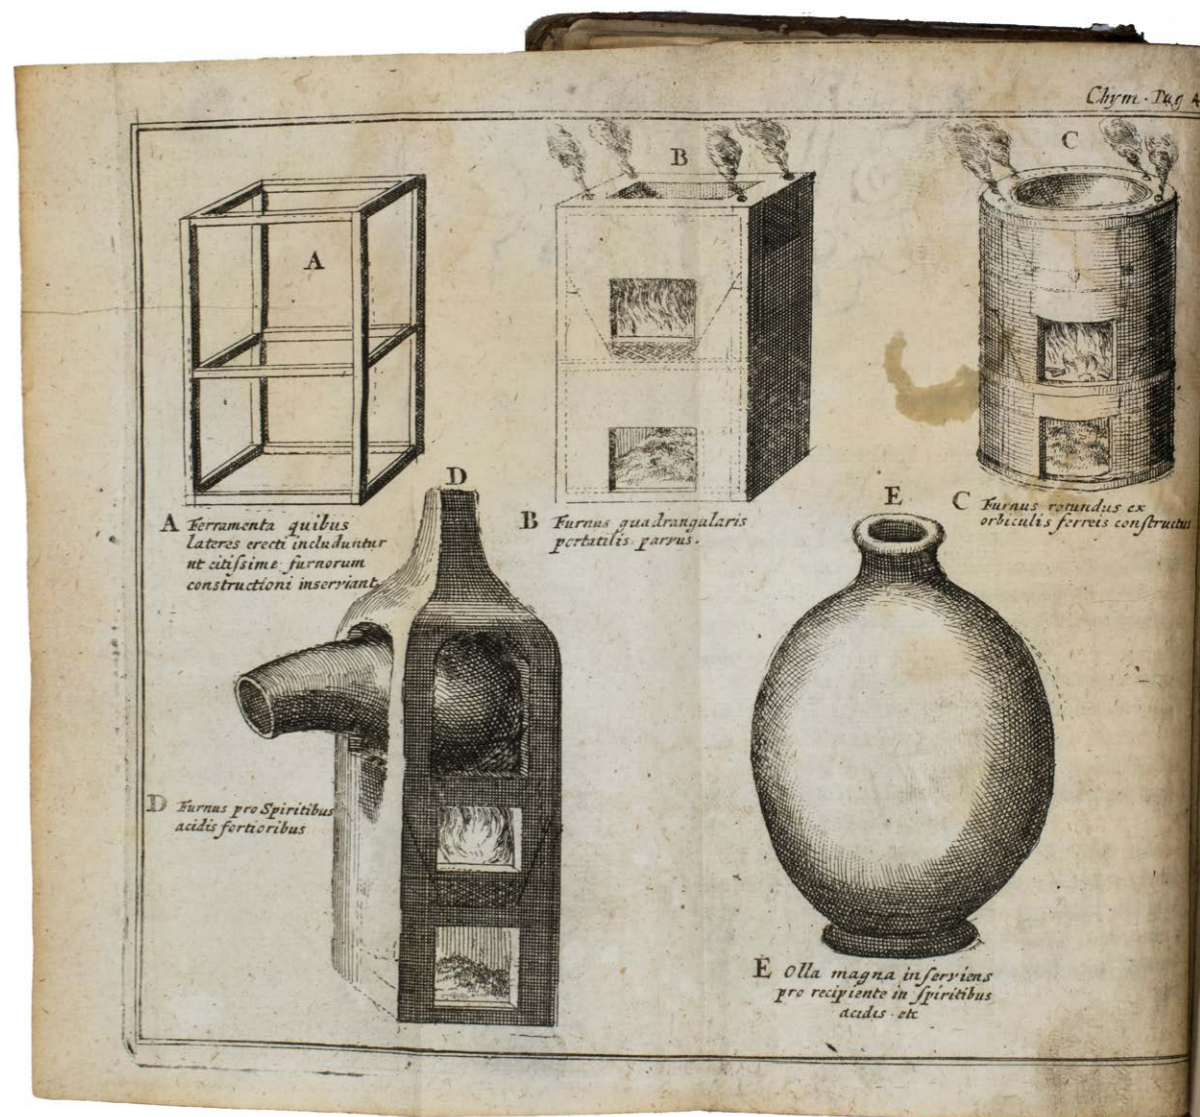 Chym. Pag 4
A
B
C
A Ferramenta quibus
lateres erecti includuntur
ut citissime furnorum
constructioni inserviant
B Furnus quadrangularis
portatilis parvus.
C Furnus rotundus ex
orbiculis ferreis constructus
D
E
D Furnus pro Spiritibus
acidis fortioribus
E Olla magna inserviens
pro recipiente in spiritibus
acidis etc